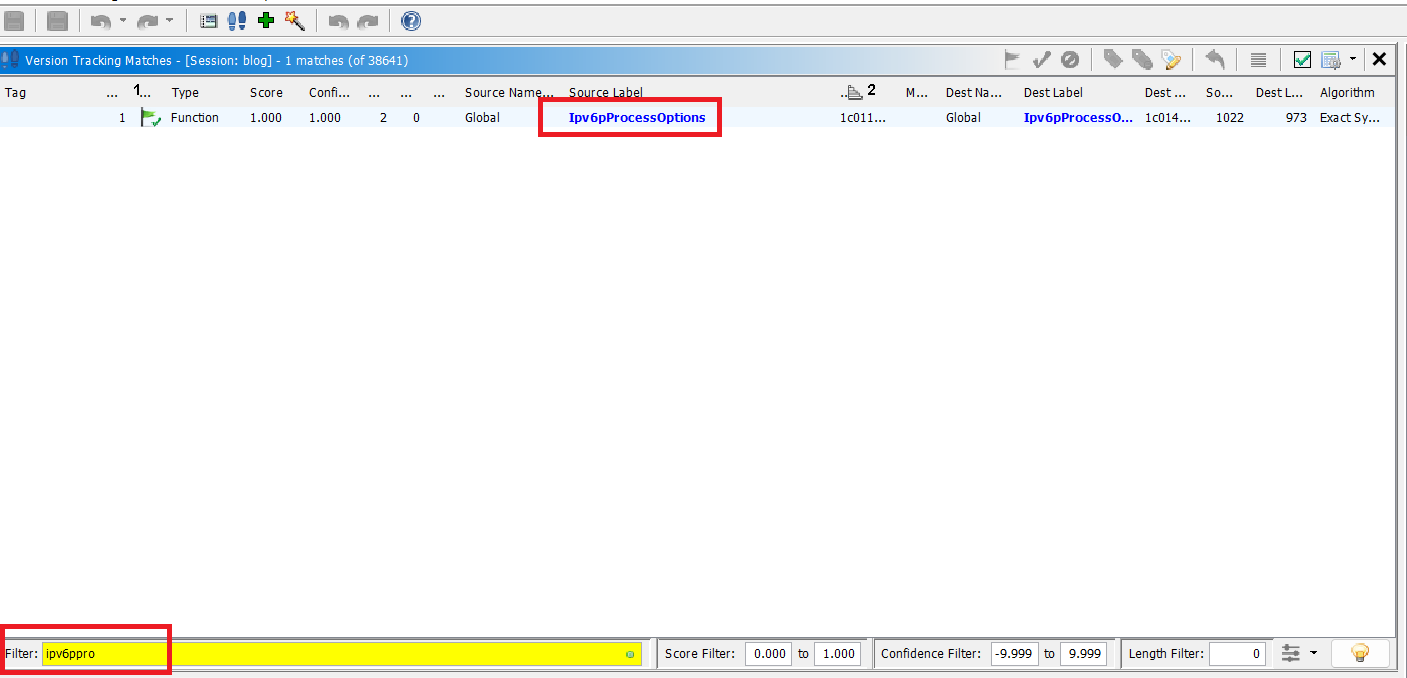 Version Tracking Matches - [Session: blog] - 1 matches (of 38641)
Tag ... 1... Type Score Confi... ... ... ... Source Name... Source Label ... 2 M... Dest Na... Dest Label Dest ... So... Dest L... Algorithm
1 Function 1.000 1.000 2 0 Global Ipv6pProcessOptions 1c011... Global Ipv6pProcessO... 1c014... 1022 973 Exact Sy...
Filter: ipv6ppro Score Filter: 0.000 to 1.000 Confidence Filter: -9.999 to 9.999 Length Filter: 0